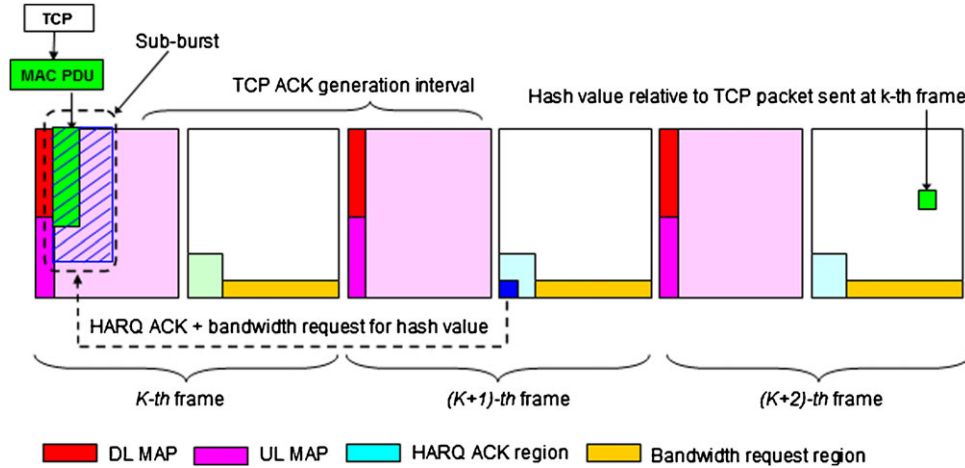 TCP
Sub-burst
MAC PDU
TCP ACK generation interval
Hash value relative to TCP packet sent at k-th frame
HARQ ACK + bandwidth request for hash value
K-th frame
(K+1)-th frame
(K+2)-th frame
DL MAP
UL MAP
HARQ ACK region
Bandwidth request region